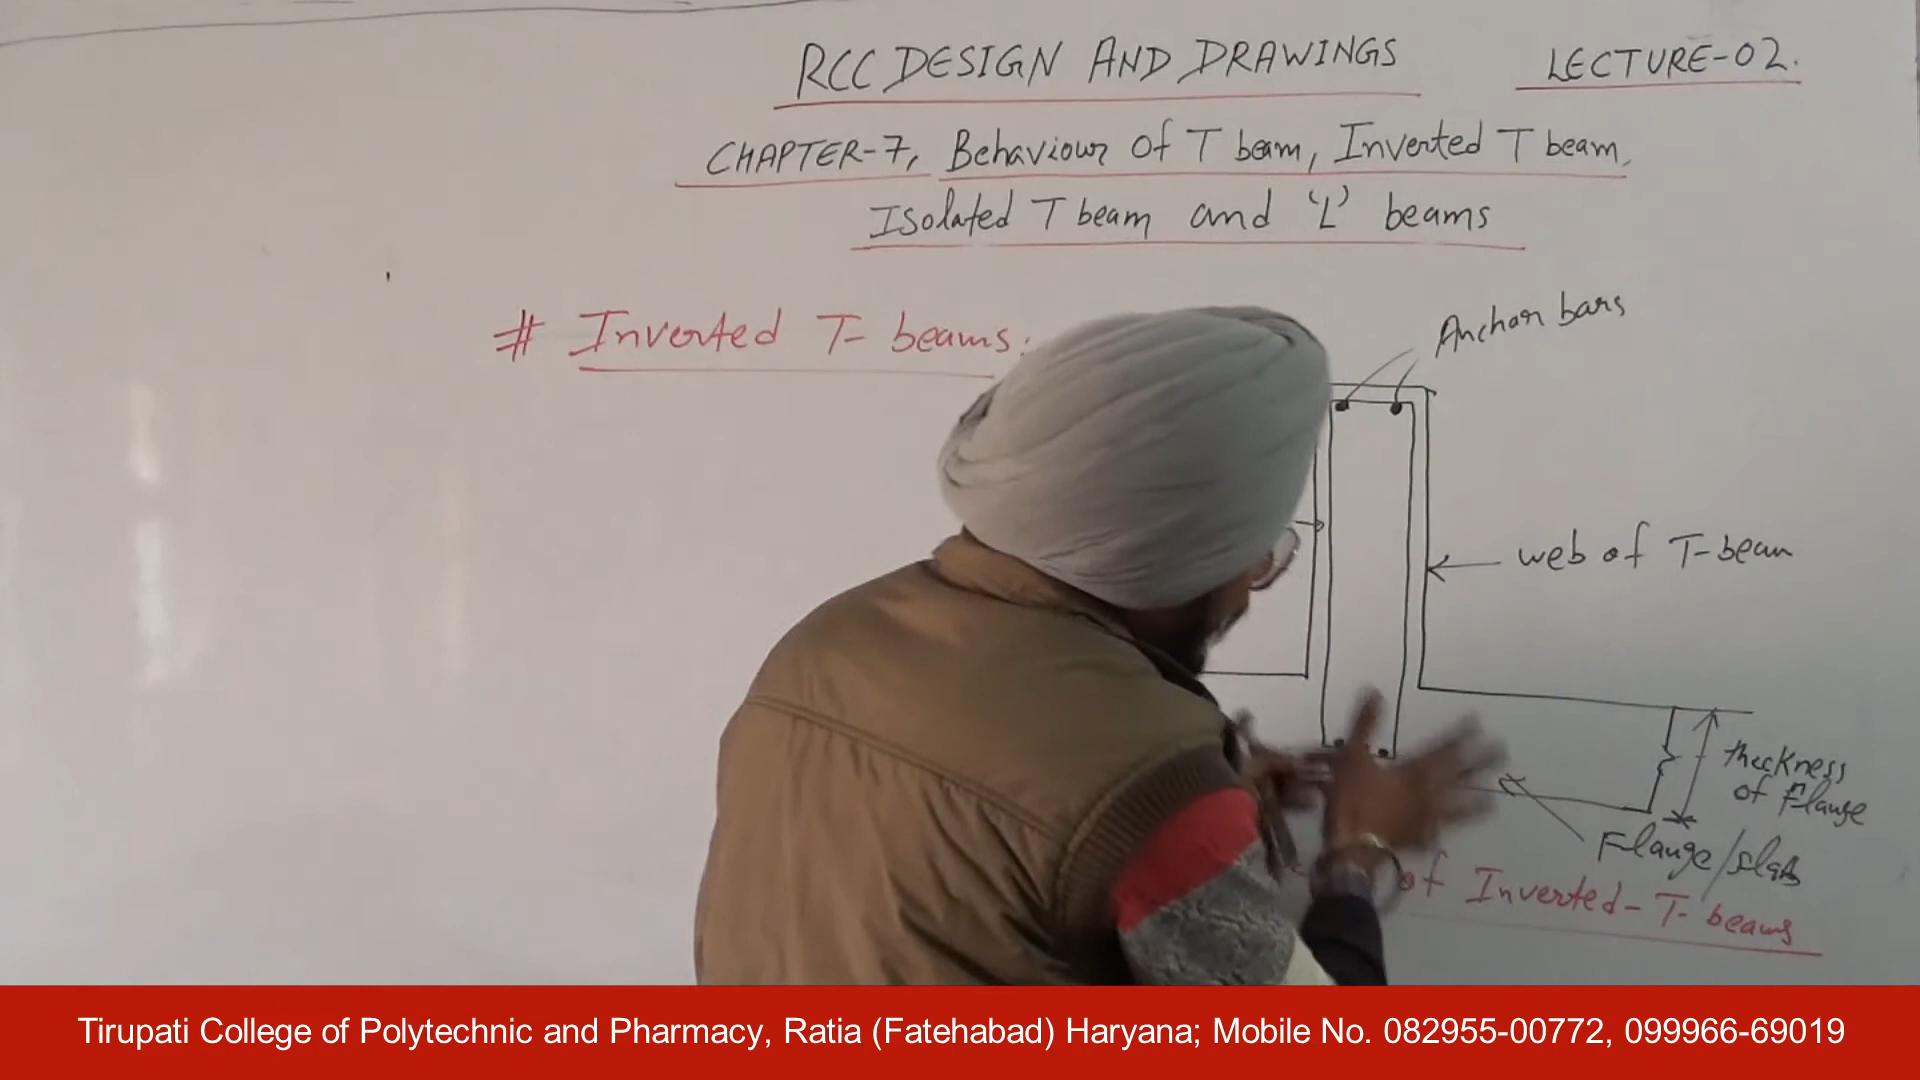 RCC DESIGN AND DRAWINGS LECTURE-02.
CHAPTER-7, Behaviour Of T beam, Inverted T beam,
Isolated T beam and 'L' beams
# Inverted T- beams:
Anchor bars
web of T-beam
thickness
of Flange
Flange/slab
of Inverted-T-beams
Tirupati College of Polytechnic and Pharmacy, Ratia (Fatehabad) Haryana; Mobile No. 082955-00772, 099966-69019